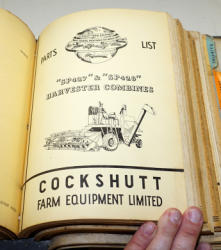 PARTS LIST
"SP427" & "SP428"
HARVESTER COMBINES
COCKSHUTT
FARM EQUIPMENT LIMITED